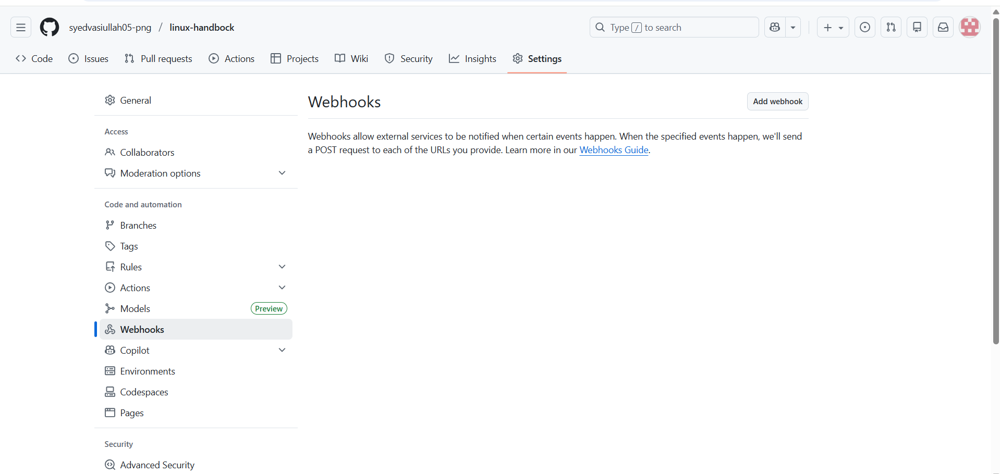 syedvasiullah05-png / linux-handbock
Type / to search
Code
Issues
Pull requests
Actions
Projects
Wiki
Security
Insights
Settings
General
Access
Collaborators
Moderation options
Code and automation
Branches
Tags
Rules
Actions
Models Preview
Webhooks
Copilot
Environments
Codespaces
Pages
Security
Advanced Security
Webhooks
Add webhook
Webhooks allow external services to be notified when certain events happen. When the specified events happen, we'll send
a POST request to each of the URLs you provide. Learn more in our Webhooks Guide.